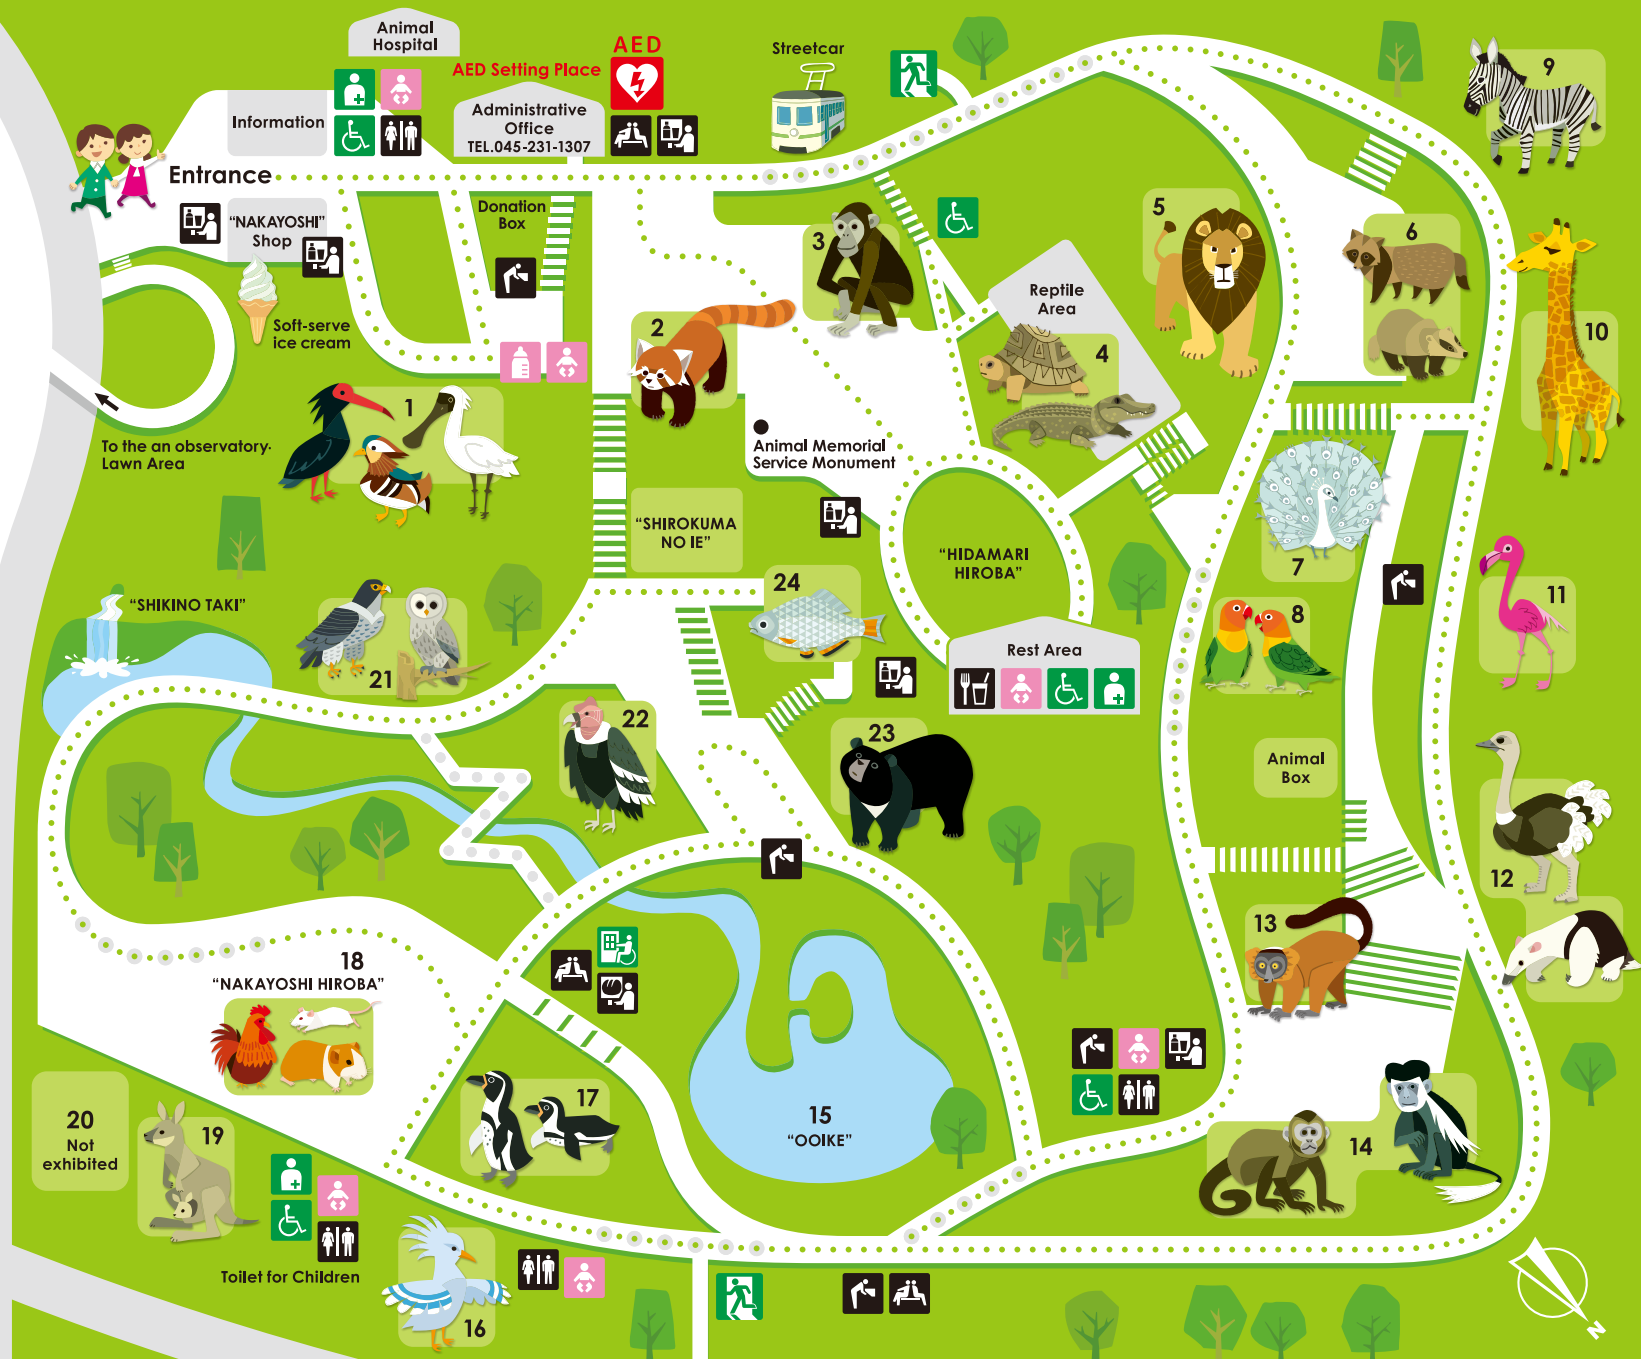 Animal
Hospital
AED
AED Setting Place
Streetcar
Information
Administrative
Office
TEL.045-231-1307
Entrance
"NAKAYOSHI"
Shop
Donation
Box
Soft-serve
ice cream
To the an observatory·
Lawn Area
1
2
3
Reptile
Area
4
5
6
7
8
9
10
11
12
Animal Memorial
Service Monument
"SHIROKUMA
NO IE"
"HIDAMARI
HIROBA"
"SHIKINO TAKI"
24
Rest Area
21
22
23
Animal
Box
13
18
"NAKAYOSHI HIROBA"
17
15
"OOIKE"
14
20
Not
exhibited
19
Toilet for Children
16
N